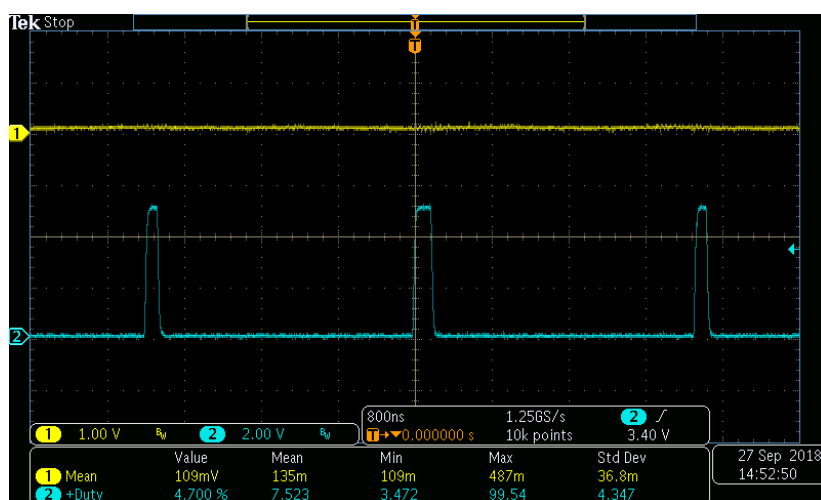 Tek Stop
T
1
2
1 1.00 V BW 2 2.00 V BW
800ns 1.25GS/s 2
T→▼0.000000 s 10k points 3.40 V
Value Mean Min Max Std Dev
1 Mean 109mV 135m 109m 487m 36.8m
2 +Duty 4.700 % 7.523 3.472 99.54 4.347
27 Sep 2018
14:52:50